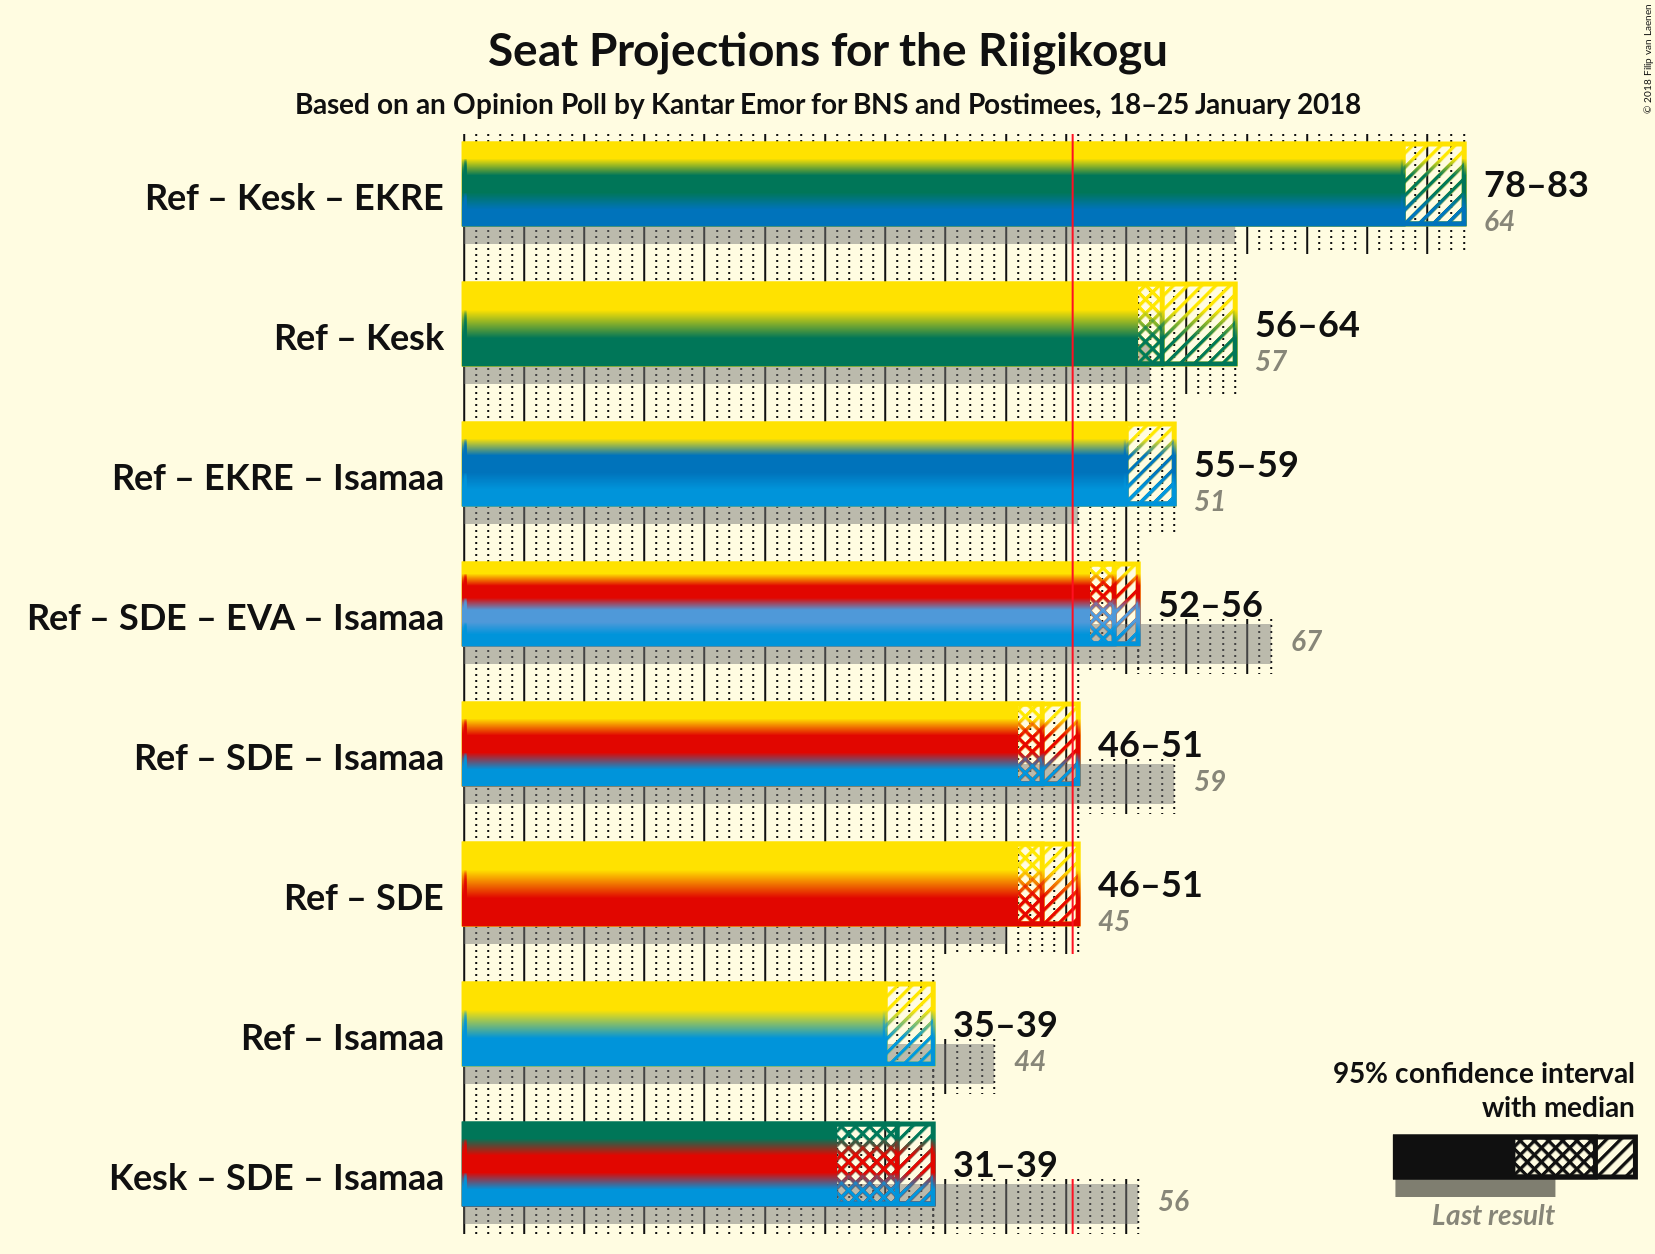 Seat Projections for the Riigikogu
Based on an Opinion Poll by Kantar Emor for BNS and Postimees, 18–25 January 2018
© 2018 Filip van Laenen
Ref – Kesk – EKRE
78–83
64
Ref – Kesk
56–64
57
Ref – EKRE – Isamaa
55–59
51
Ref – SDE – EVA – Isamaa
52–56
67
Ref – SDE – Isamaa
46–51
59
Ref – SDE
46–51
45
Ref – Isamaa
35–39
44
Kesk – SDE – Isamaa
31–39
56
95% confidence interval
with median
Last result